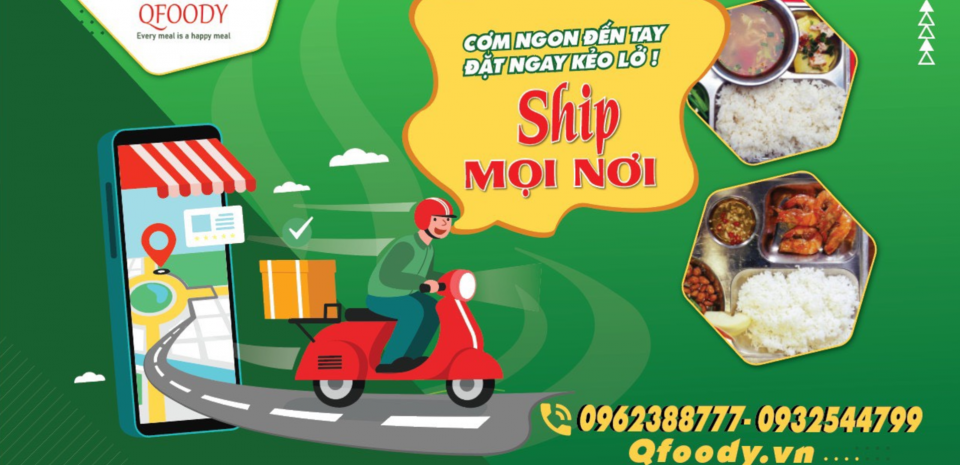 QFOODY
Every meal is a happy meal
CƠM NGON ĐẾN TAY
ĐẶT NGAY KẺO LỞ !
Ship
MỌI NƠI
0962388777- 0932544799
Qfoody.vn ....